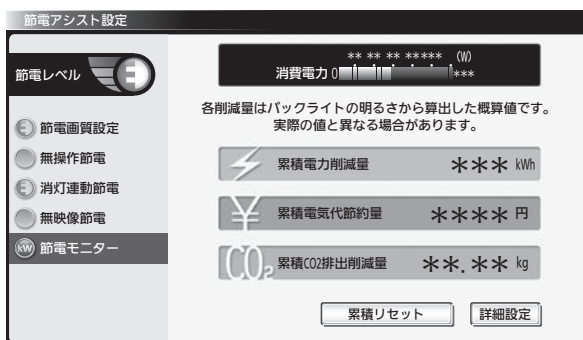 節電アシスト設定
節電レベル
節電画質設定
無操作節電
消灯連動節電
無映像節電
kW 節電モニター
** ** ** ***** (W)
消費電力 0 ***
各削減量はバックライトの明るさから算出した概算値です。
実際の値と異なる場合があります。
累積電力削減量 *** kWh
¥ 累積電気代節約量 **** 円
CO2 累積CO2排出削減量 **.** kg
累積リセット 詳細設定